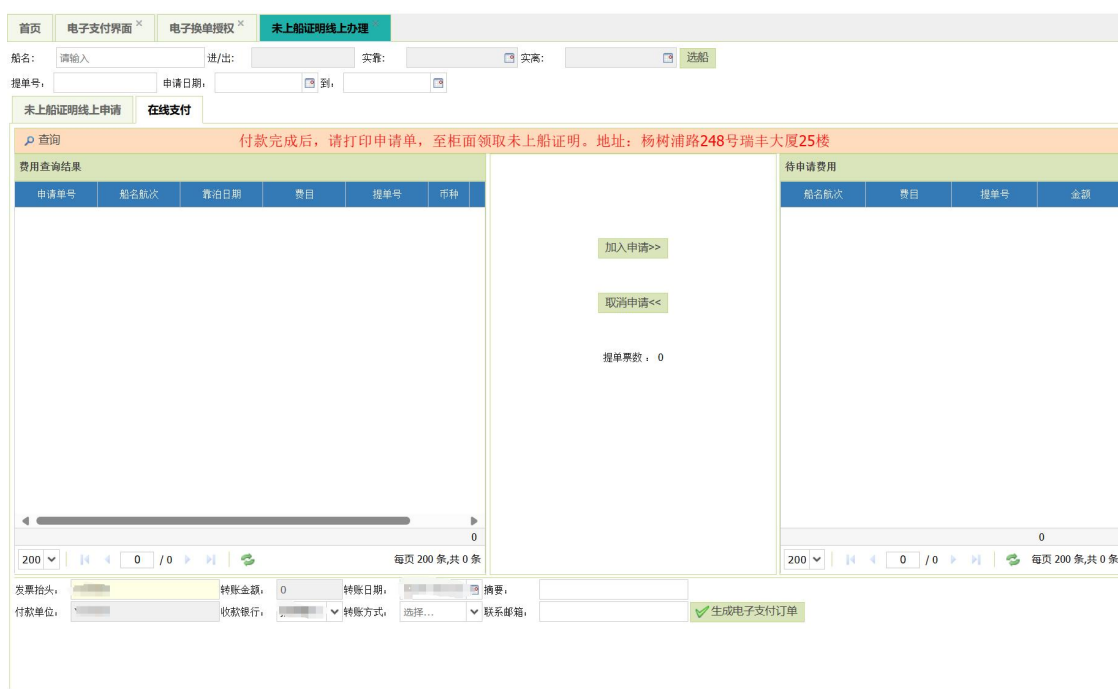 首页 电子支付界面 × 电子换单授权 × 未上船证明线上办理
船名： 请输入 进/出： 实靠： 实离： 选船
提单号： 申请日期： 到：
未上船证明线上申请 在线支付
查询 付款完成后，请打印申请单，至柜面领取未上船证明。地址：杨树浦路248号瑞丰大厦25楼
费用查询结果 待申请费用
申请单号 船名航次 靠泊日期 费目 提单号 币种 船名航次 费目 提单号 金额
加入申请>>
取消申请<<
提单票数： 0
0 0
200 0 /0 每页 200 条,共 0 条 200 0 /0 每页 200 条,共 0 条
发票抬头： 转账金额： 0 转账日期： 摘要：
付款单位： 收款银行： 转账方式： 选择... 联系邮箱： 生成电子支付订单